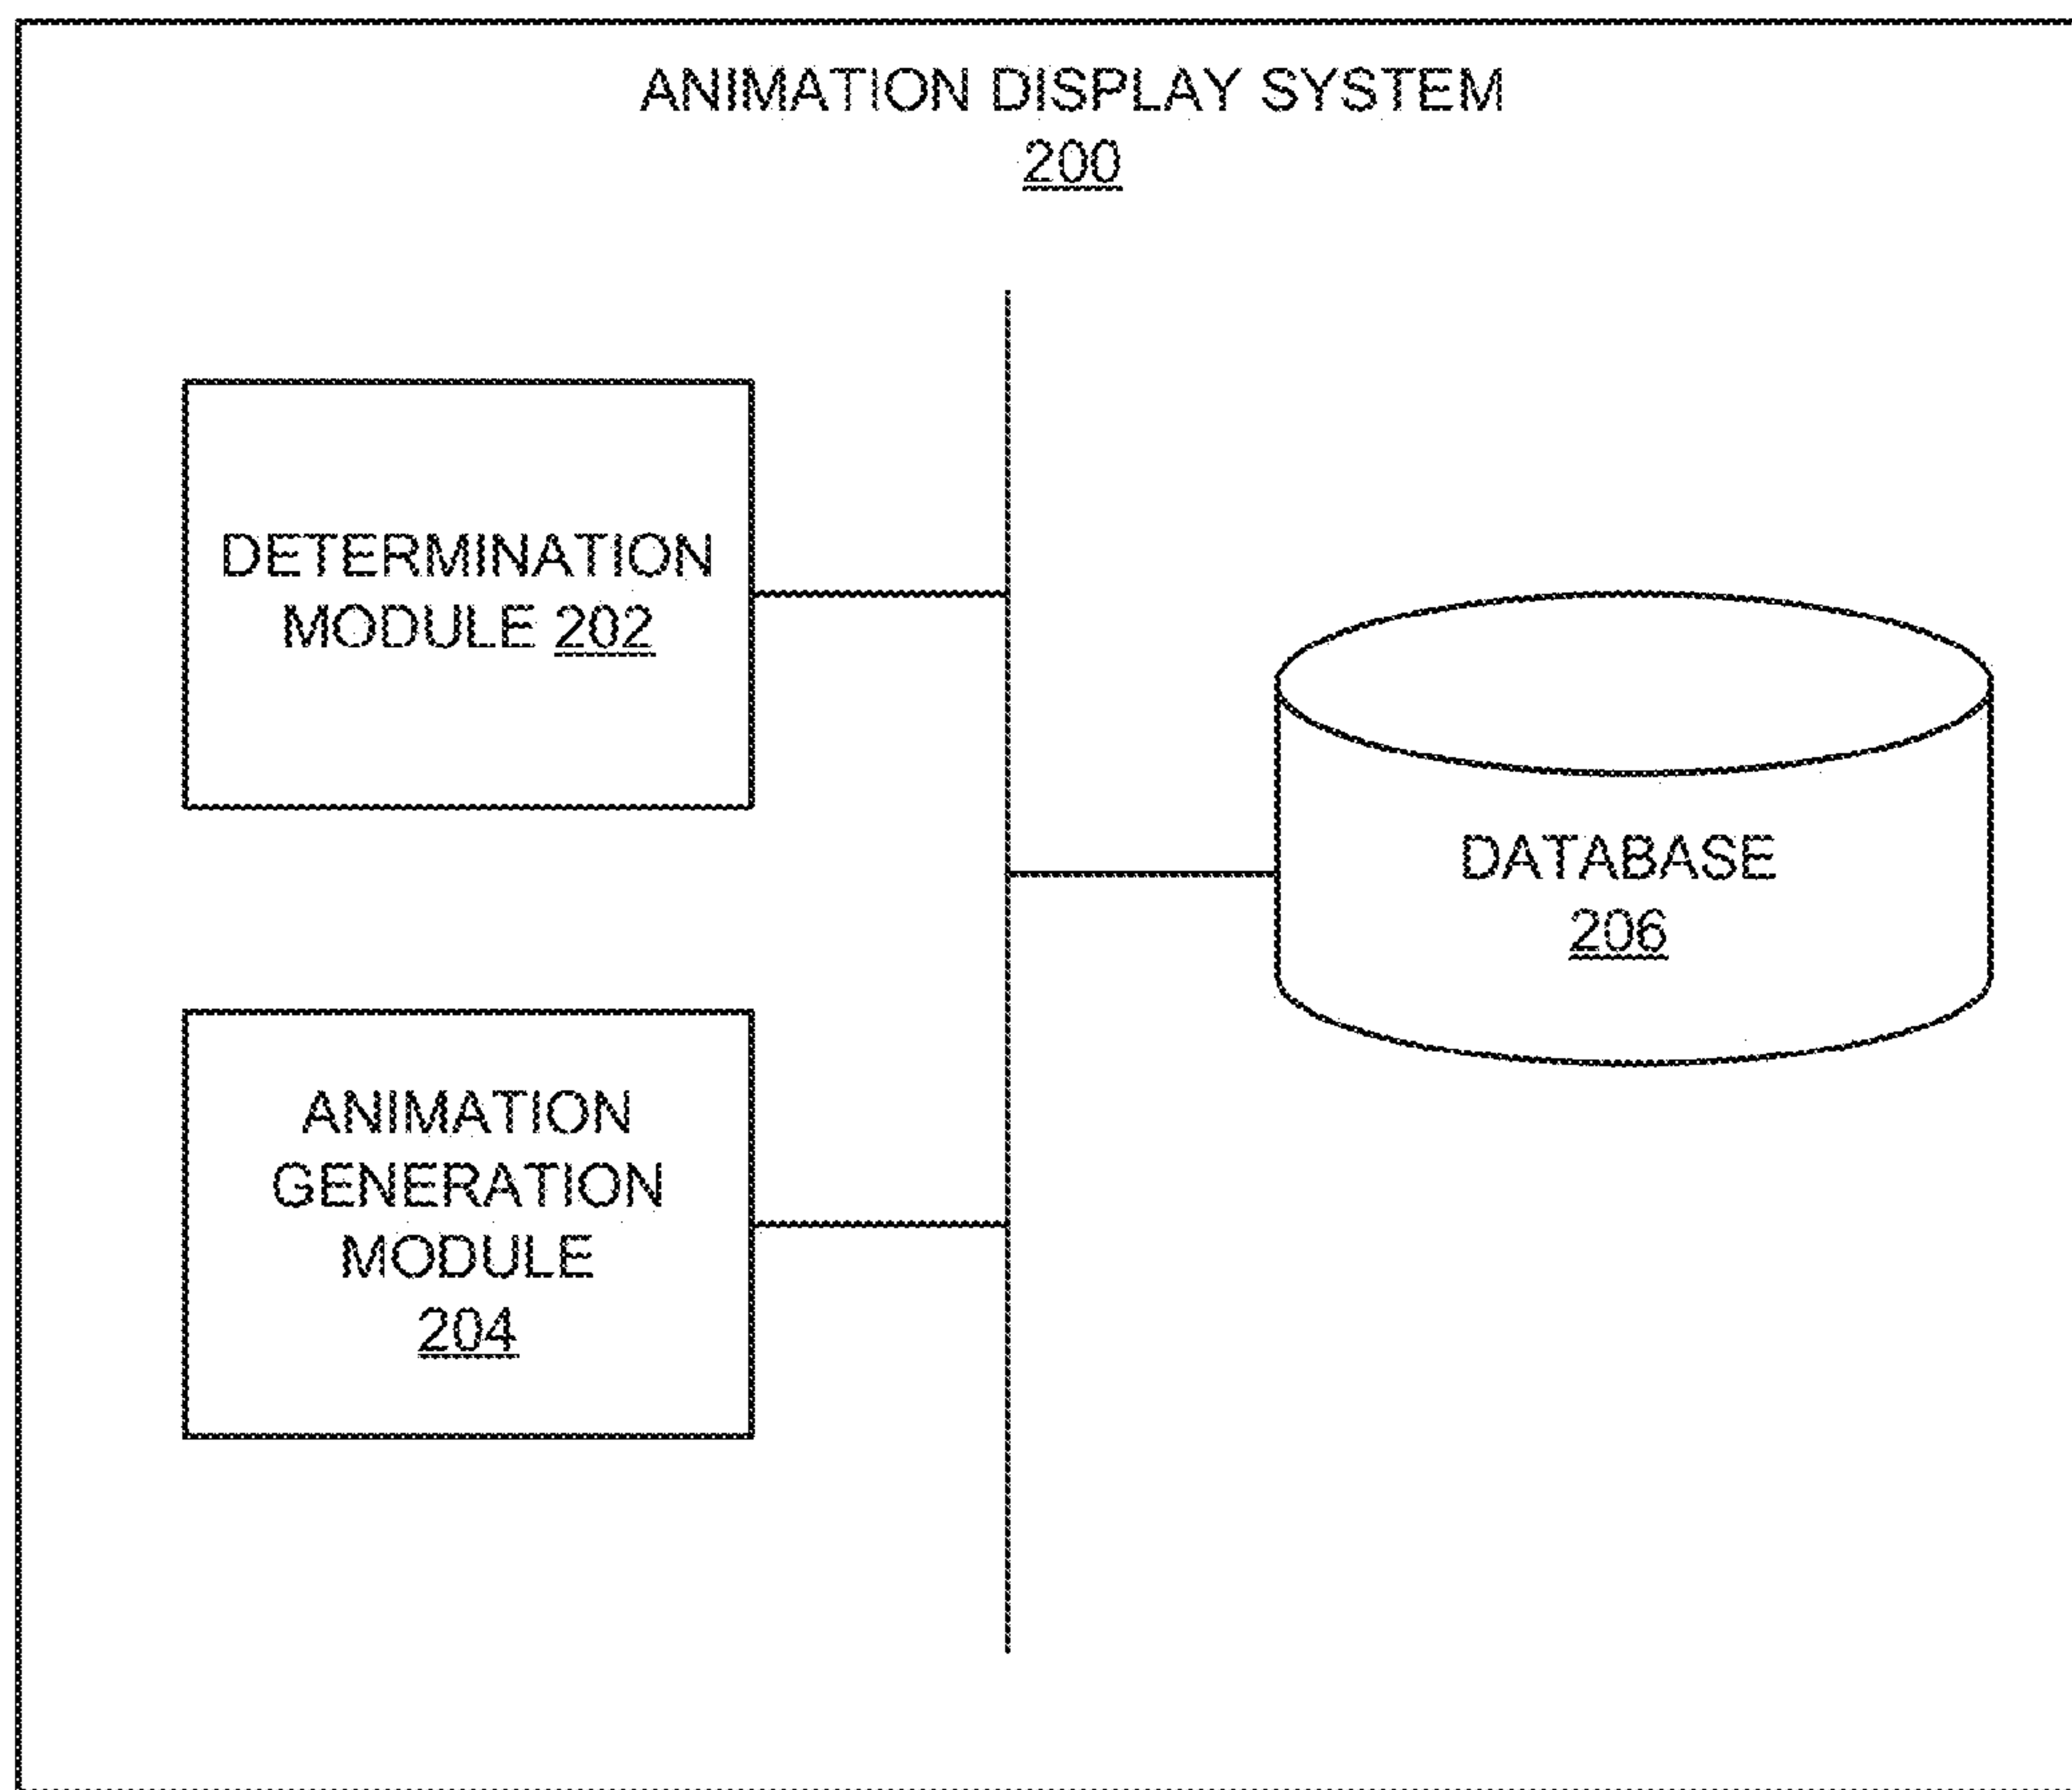 ANIMATION DISPLAY SYSTEM
200
DETERMINATION
MODULE 202
DATABASE
206
ANIMATION
GENERATION
MODULE
204